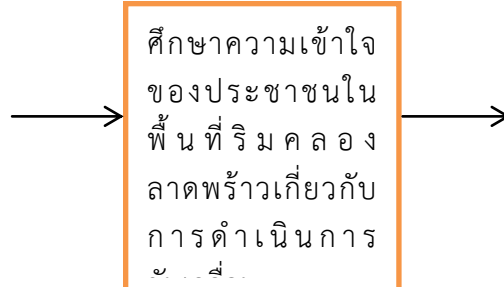 ศึกษาความเข้าใจ
ของประชาชนใน
พื้นที่ริมคลอง
ลาดพร้าวเกี่ยวกับ
การดำเนินการ